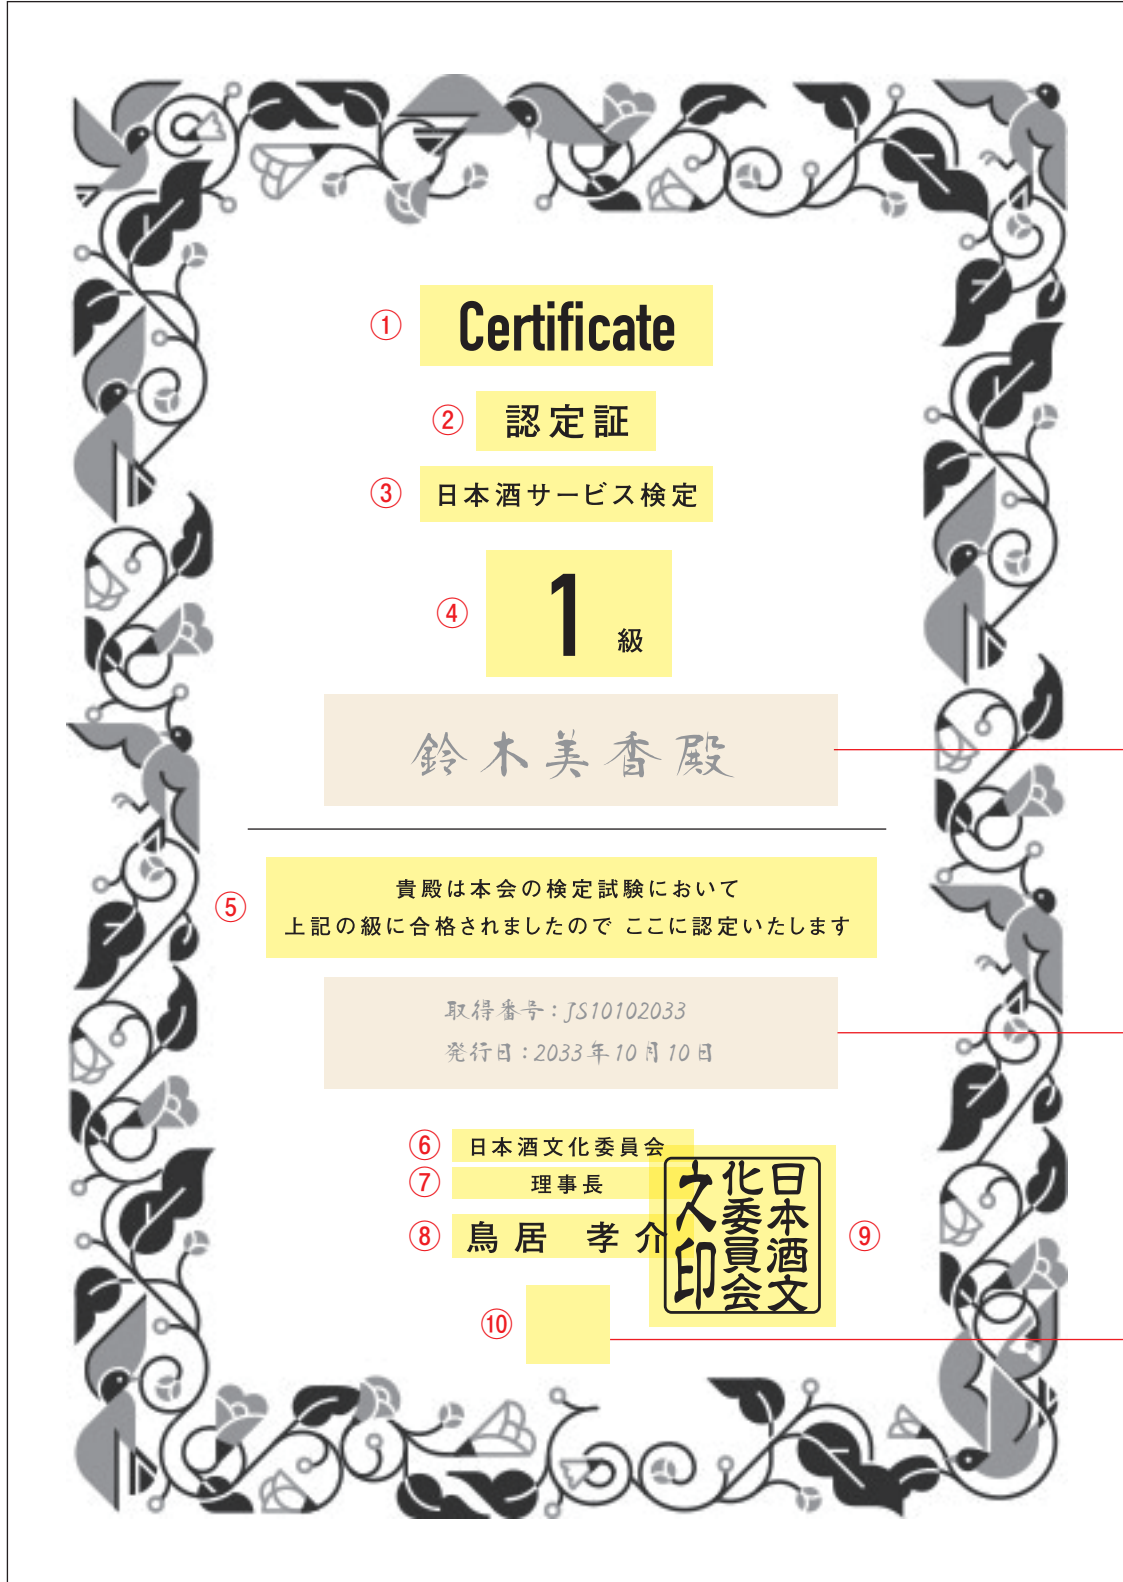 ① Certificate
② 認定証
③ 日本酒サービス検定
④ 1級
鈴木美香殿
⑤ 貴殿は本会の検定試験において
上記の級に合格されましたので ここに認定いたします
取得番号：JS10102033
発行日：2033年10月10日
⑥ 日本酒文化委員会
⑦ 理事長
⑧ 鳥居 孝介
日本酒文化委員会之印 ⑨
⑩